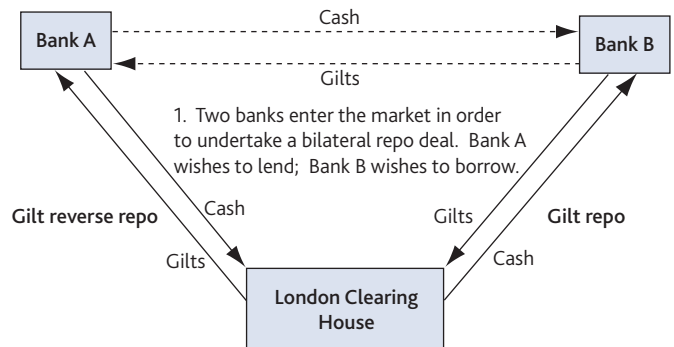 Cash
Bank A
Bank B
Gilts
1. Two banks enter the market in order
to undertake a bilateral repo deal. Bank A
wishes to lend; Bank B wishes to borrow.
Gilt reverse repo
Cash
Gilts
Gilt repo
Gilts
Cash
London Clearing
House